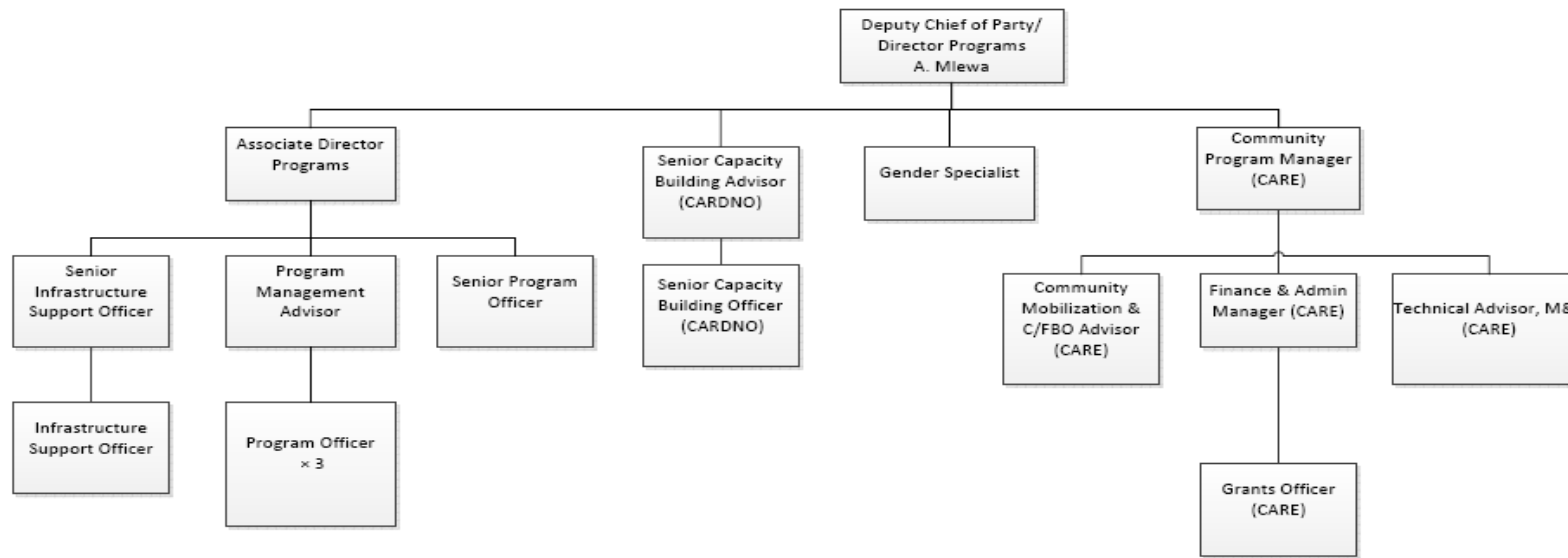 Deputy Chief of Party/
Director Programs
A. Mlewa
Associate Director
Programs
Senior Capacity
Building Advisor
(CARDNO)
Gender Specialist
Community
Program Manager
(CARE)
Senior
Infrastructure
Support Officer
Program
Management
Advisor
Senior Program
Officer
Senior Capacity
Building Officer
(CARDNO)
Community
Mobilization &
C/FBO Advisor
(CARE)
Finance & Admin
Manager (CARE)
Technical Advisor,
(CARE)
Infrastructure
Support Officer
Program Officer
× 3
Grants Officer
(CARE)